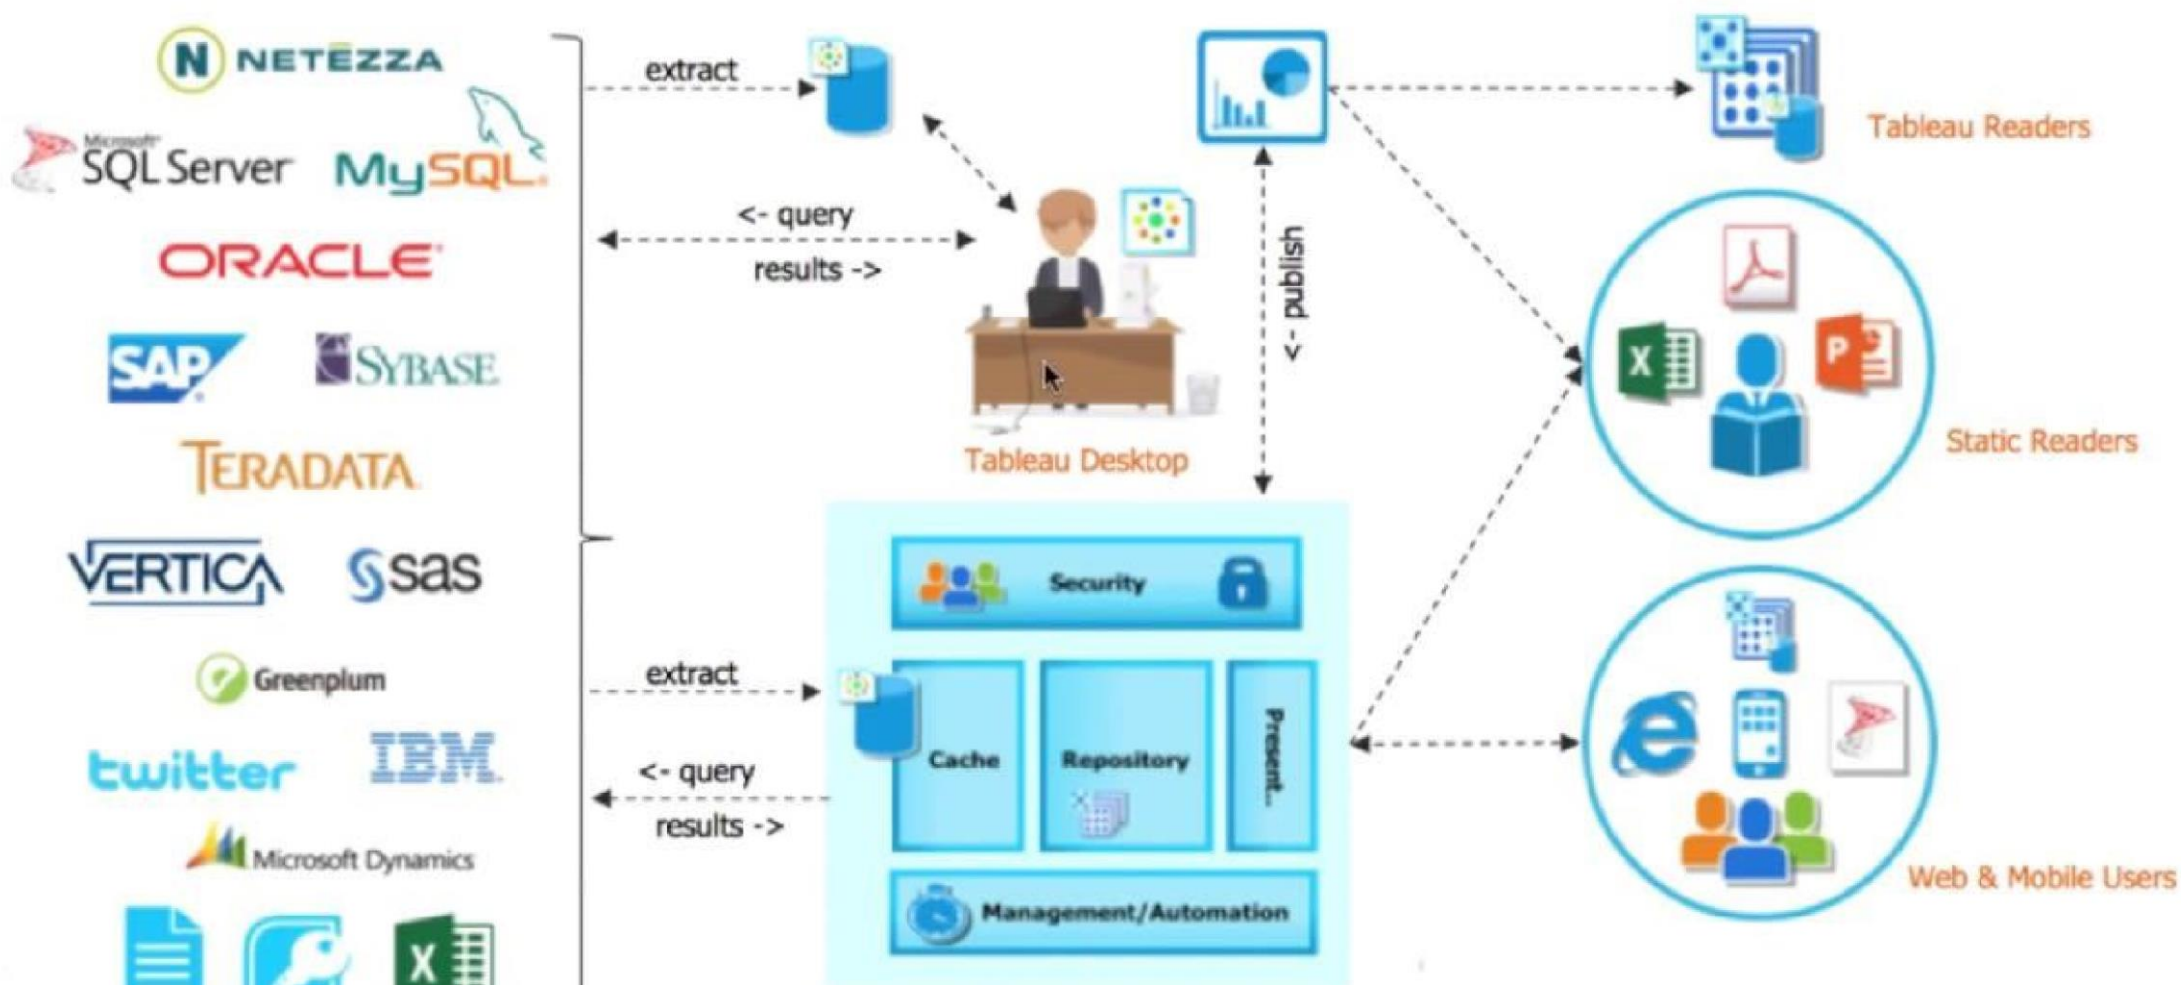 NETĒZZA
Microsoft
SQL Server
MySQL
ORACLE
SAP
SYBASE
TERADATA
VERTICA
sas
Greenplum
twitter
IBM
Microsoft Dynamics
X
extract
<- query
results ->
Tableau Desktop
<- publish
extract
<- query
results ->
Security
Cache
Repository
Present..
Management/Automation
Tableau Readers
X
P
Static Readers
Web & Mobile Users